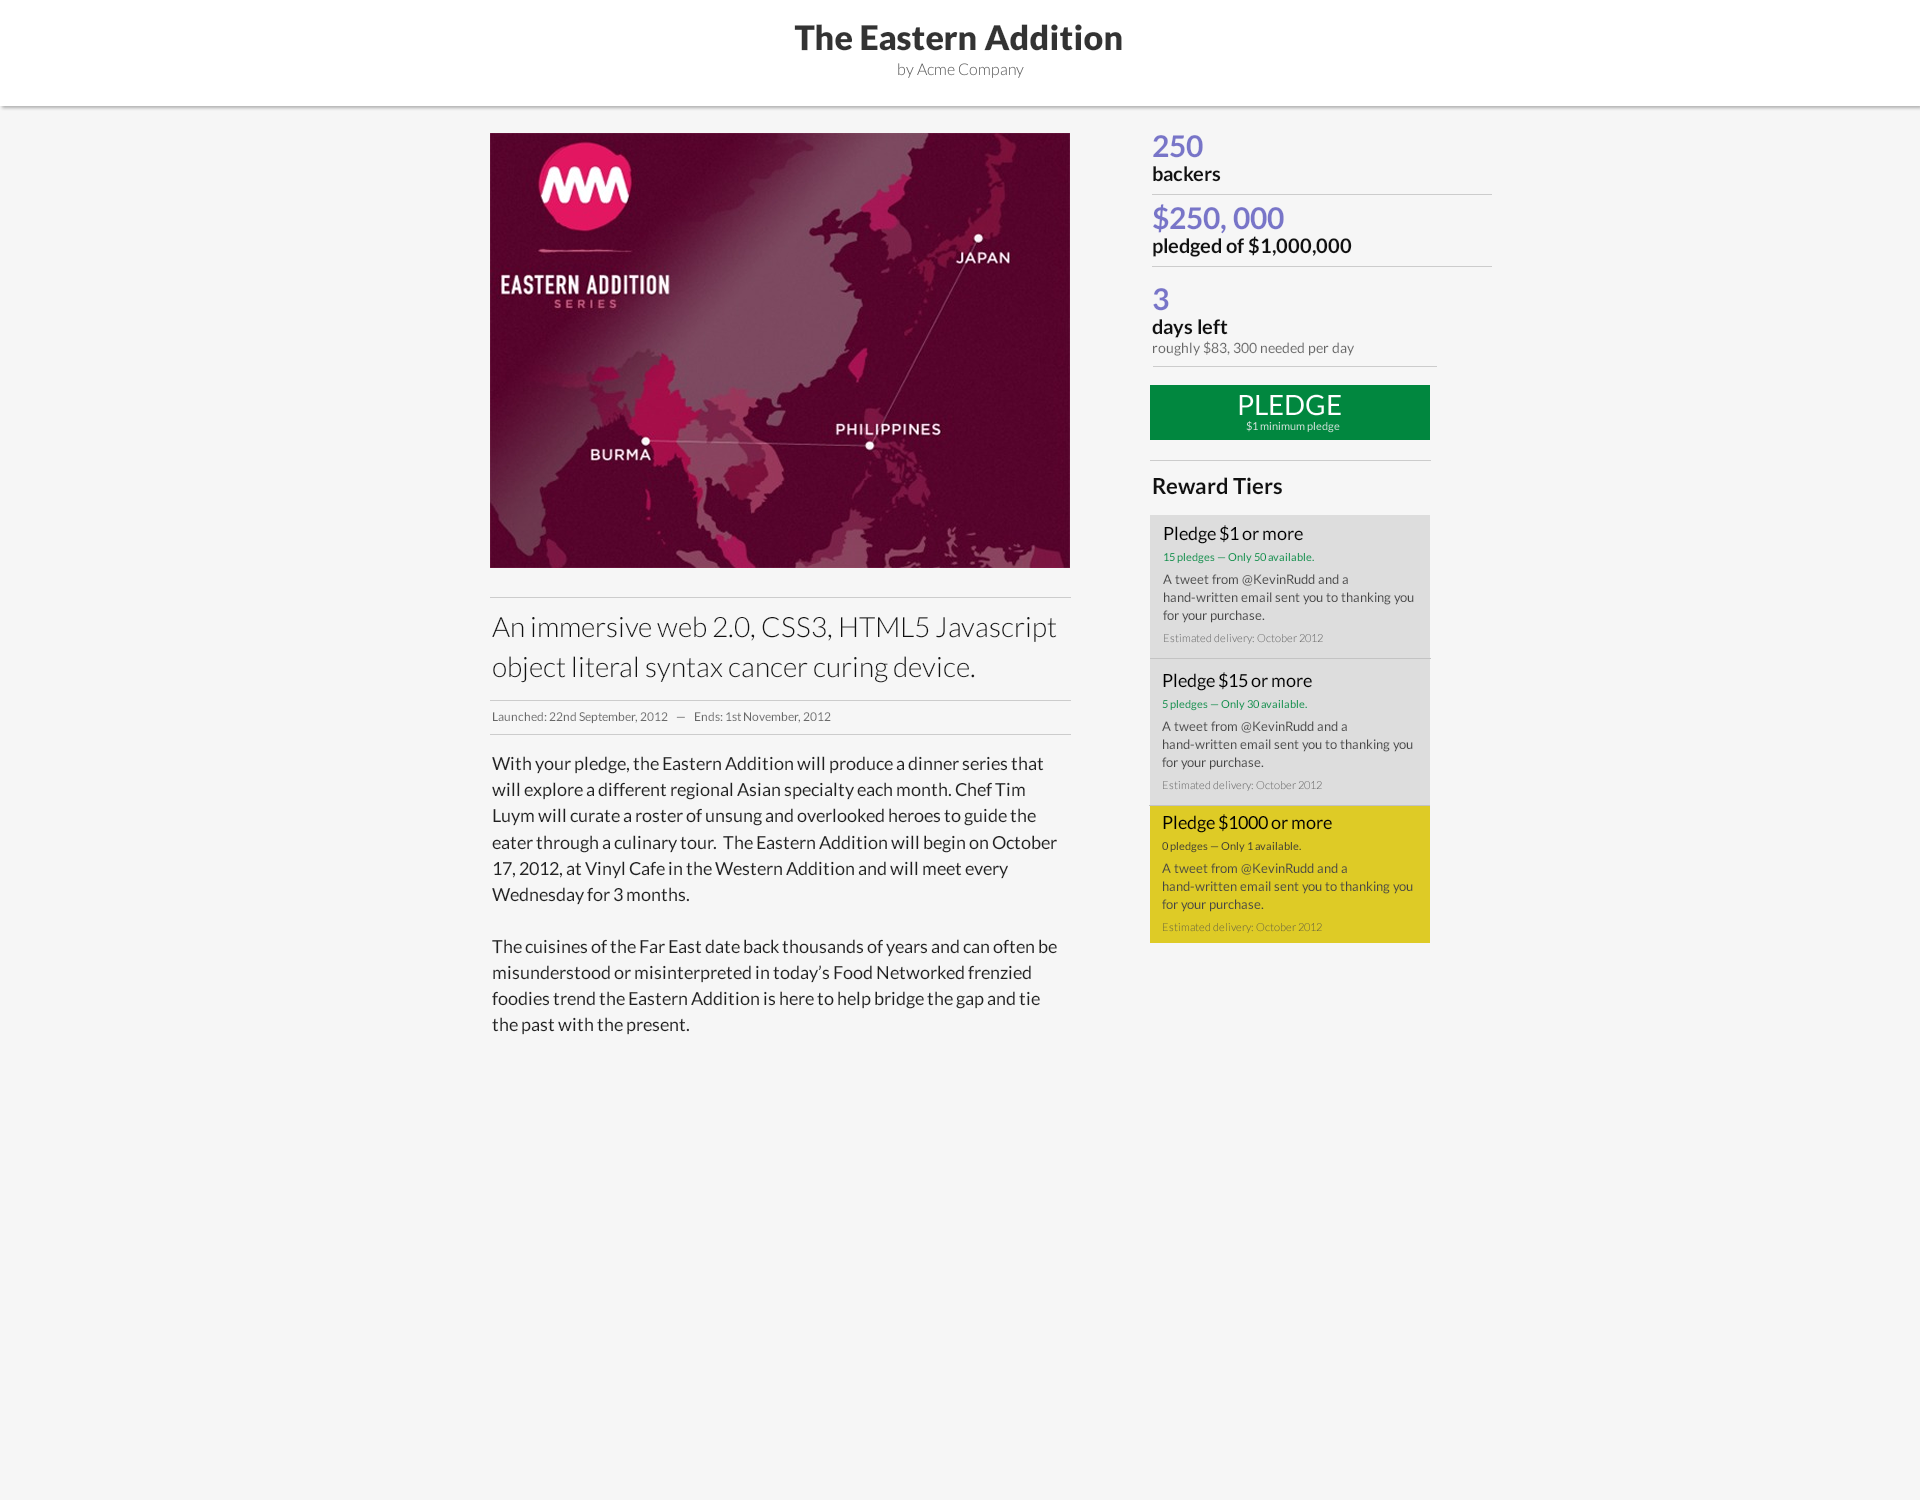 The Eastern Addition
by Acme Company
EASTERN ADDITION
SERIES
JAPAN
PHILIPPINES
BURMA
An immersive web 2.0, CSS3, HTML5 Javascript
object literal syntax cancer curing device.
Launched: 22nd September, 2012 — Ends: 1st November, 2012
With your pledge, the Eastern Addition will produce a dinner series that
will explore a different regional Asian specialty each month. Chef Tim
Luym will curate a roster of unsung and overlooked heroes to guide the
eater through a culinary tour.  The Eastern Addition will begin on October
17, 2012, at Vinyl Cafe in the Western Addition and will meet every
Wednesday for 3 months.
The cuisines of the Far East date back thousands of years and can often be
misunderstood or misinterpreted in today’s Food Networked frenzied
foodies trend the Eastern Addition is here to help bridge the gap and tie
the past with the present.
250
backers
$250, 000
pledged of $1,000,000
3
days left
roughly $83, 300 needed per day
PLEDGE
$1 minimum pledge
Reward Tiers
Pledge $1 or more
15 pledges — Only 50 available.
A tweet from @KevinRudd and a
hand-written email sent you to thanking you
for your purchase.
Estimated delivery: October 2012
Pledge $15 or more
5 pledges — Only 30 available.
A tweet from @KevinRudd and a
hand-written email sent you to thanking you
for your purchase.
Estimated delivery: October 2012
Pledge $1000 or more
0 pledges — Only 1 available.
A tweet from @KevinRudd and a
hand-written email sent you to thanking you
for your purchase.
Estimated delivery: October 2012